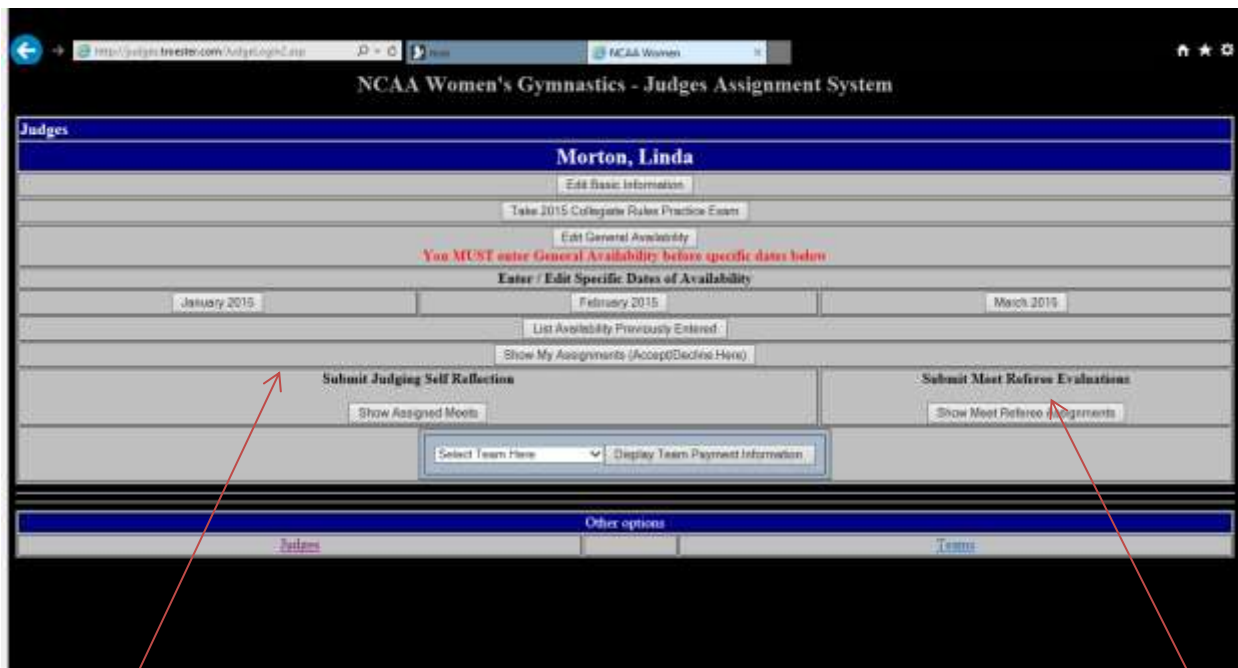 NCAA Women
NCAA Women's Gymnastics - Judges Assignment System
Judges
Morton, Linda
Edit Basic Information
Take 2015 Collegiate Rules Practice Exam
Edit General Availability
You MUST enter General Availability before specific dates below
Enter / Edit Specific Dates of Availability
January 2015 February 2015 March 2015
List Availability Previously Entered
Show My Assignments (Accept/Decline Here)
Submit Judging Self Reflection Submit Meet Referee Evaluations
Show Assigned Meets Show Meet Referee Assignments
Select Team Here Display Team Payment Information
Other options
Judges Teams